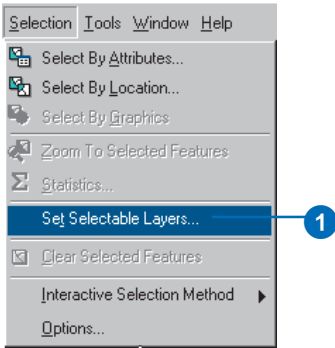 Selection Tools Window Help
Select By Attributes...
Select By Location...
Select By Graphics
Zoom To Selected Features
Statistics...
Set Selectable Layers...
1
Clear Selected Features
Interactive Selection Method
Options...